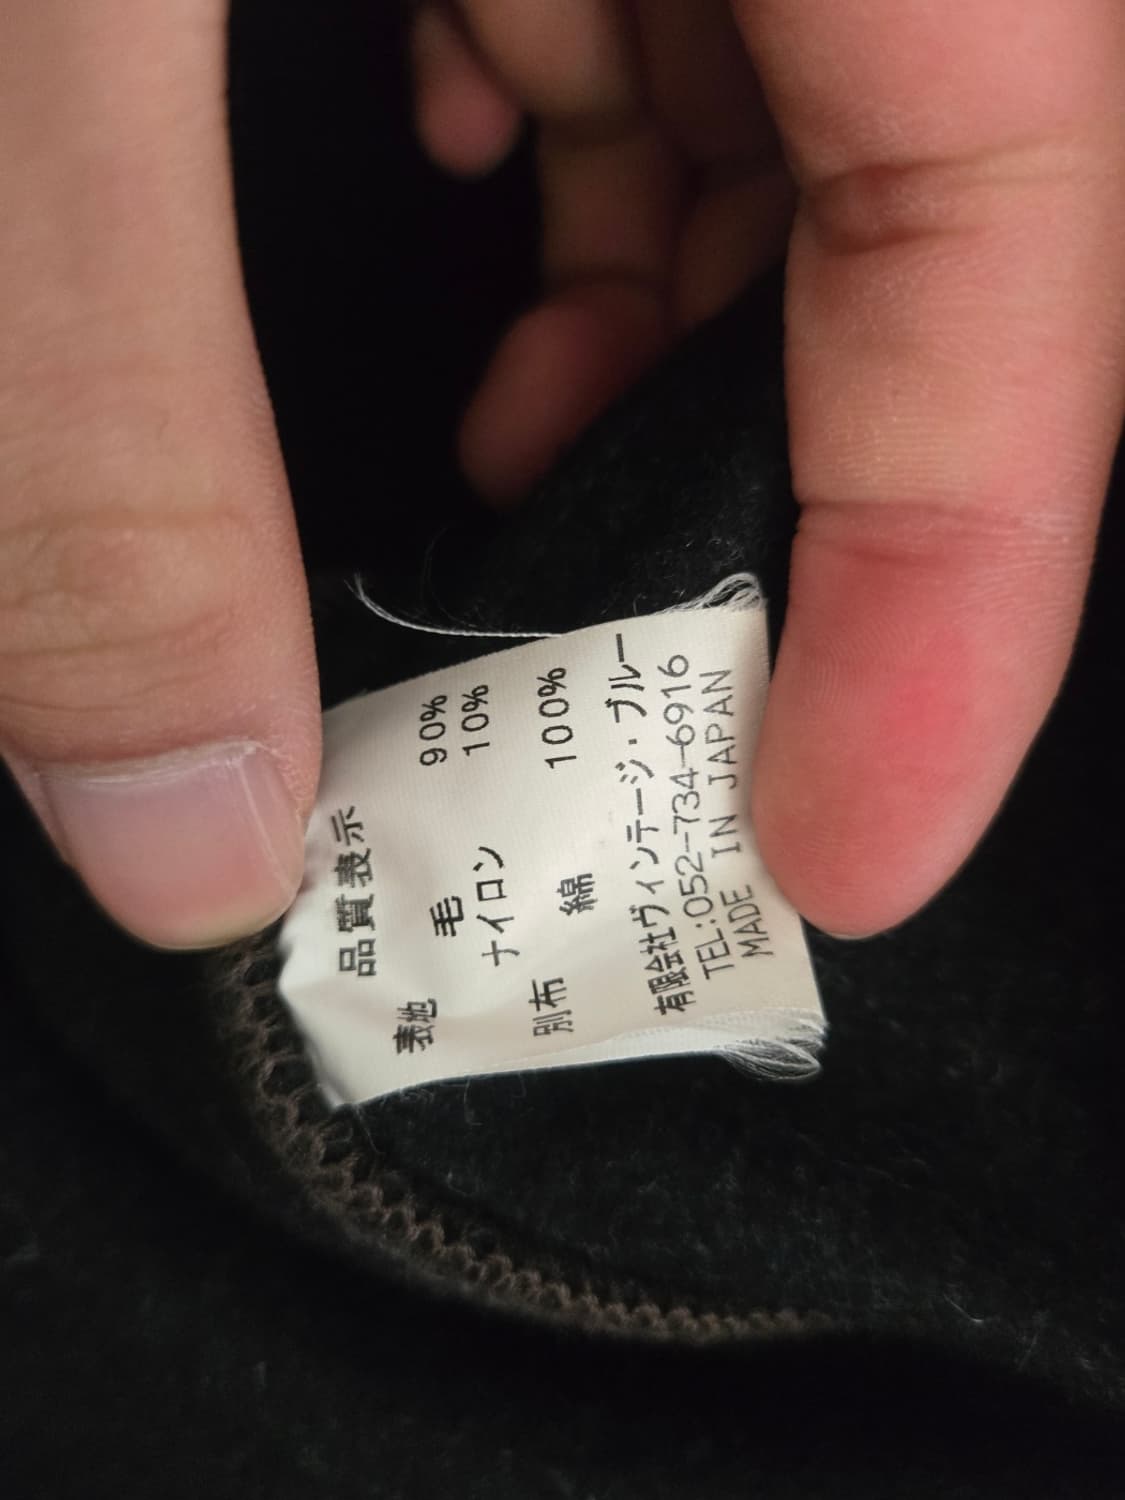 品質表示
表地 毛 90%
ナイロン 10%
別布 綿 100%
有限会社ヴィンテージ・ブルー
TEL:052-734-6916
MADE IN JAPAN